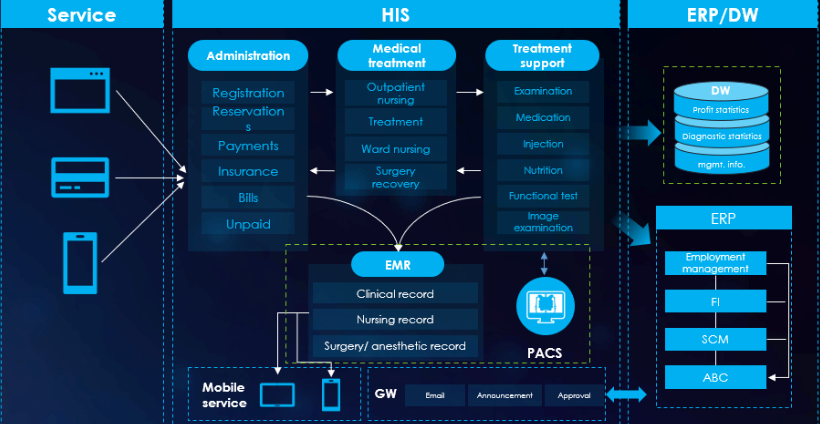 Service
HIS
ERP/DW
Administration
Registration
Reservation
s
Payments
Insurance
Bills
Unpaid
Medical
treatment
Outpatient
nursing
Treatment
Ward nursing
Surgery
recovery
Treatment
support
Examination
Medication
Injection
Nutrition
Functional test
Image
examination
EMR
Clinical record
Nursing record
Surgery/ anesthetic record
PACS
Mobile
service
GW
Email
Announcement
Approval
DW
Profit statistics
Diagnostic statistics
mgmt. info.
ERP
Employment
management
FI
SCM
ABC